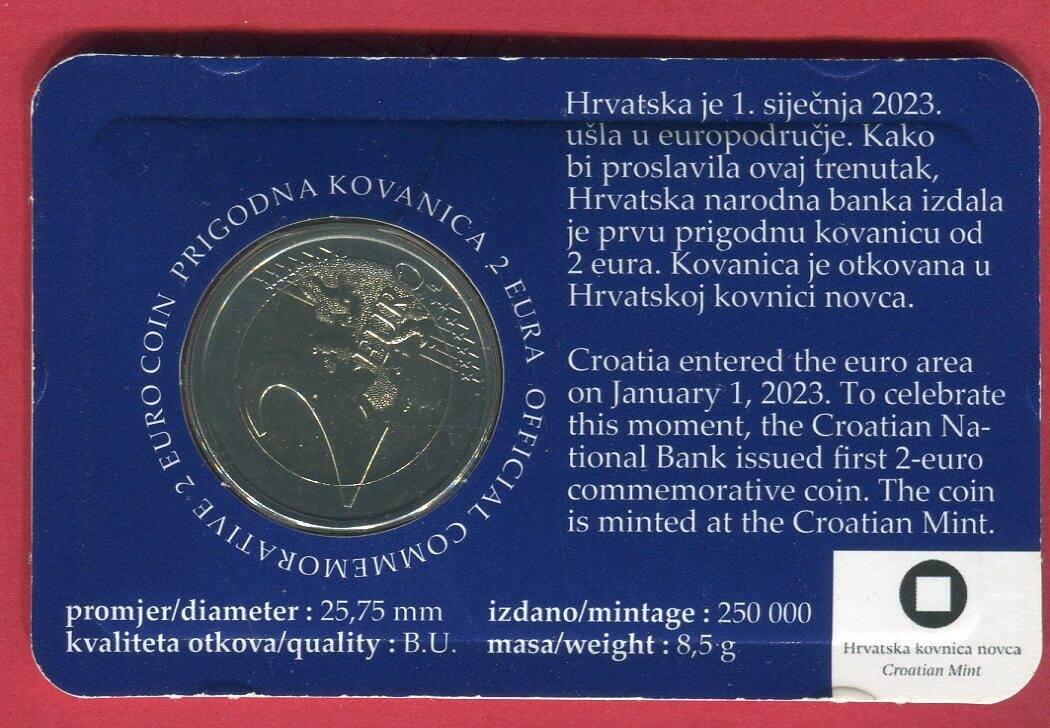 Hrvatska je 1. siječnja 2023.
ušla u europodručje. Kako
bi proslavila ovaj trenutak,
Hrvatska narodna banka izdala
je prvu prigodnu kovanicu od
2 eura. Kovanica je otkovana u
Hrvatskoj kovnici novca.
Croatia entered the euro area
on January 1, 2023. To celebrate
this moment, the Croatian Na-
tional Bank issued first 2-euro
commemorative coin. The coin
is minted at the Croatian Mint.
PRIGODNA KOVANICA 2 EURA
OFFICIAL COMMEMORATIVE 2 EURO COIN
2 EURO
promjer/diameter : 25,75 mm
kvaliteta otkova/quality : B.U.
izdano/mintage : 250 000
masa/weight : 8,5 g
Hrvatska kovnica novca
Croatian Mint